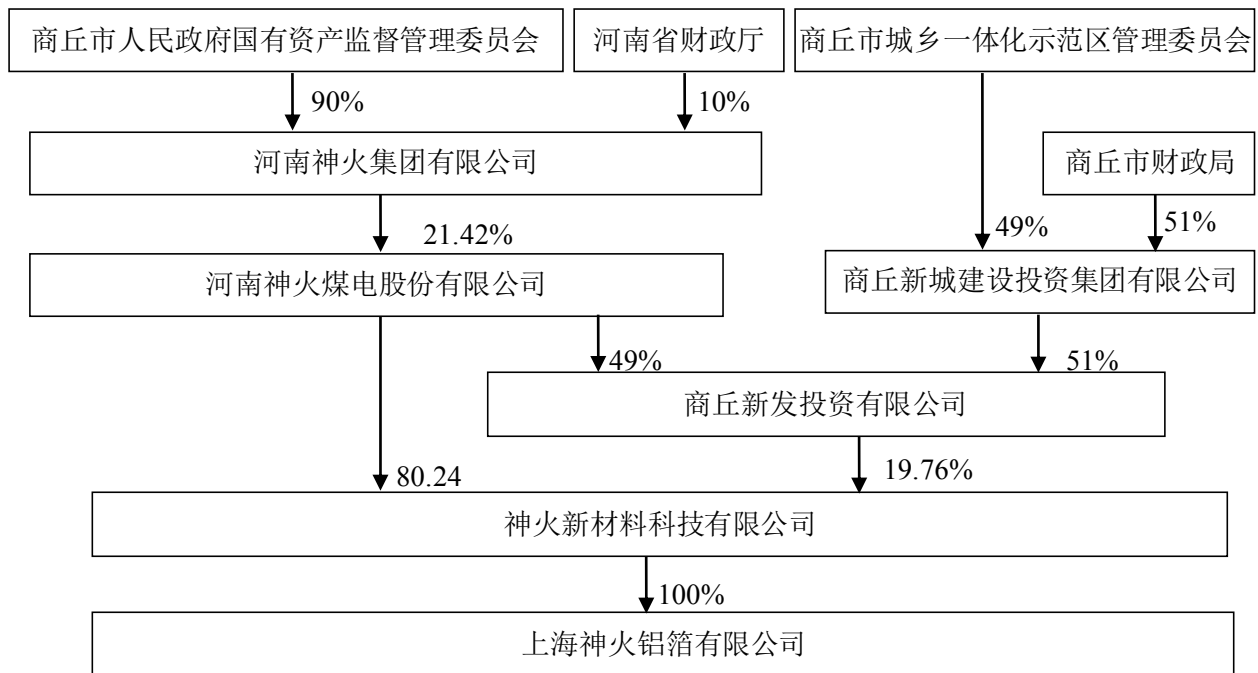 商丘市人民政府国有资产监督管理委员会
河南省财政厅
商丘市城乡一体化示范区管理委员会
90%
10%
河南神火集团有限公司
商丘市财政局
21.42%
49%
51%
河南神火煤电股份有限公司
商丘新城建设投资集团有限公司
49%
51%
商丘新发投资有限公司
80.24
19.76%
神火新材料科技有限公司
100%
上海神火铝箔有限公司